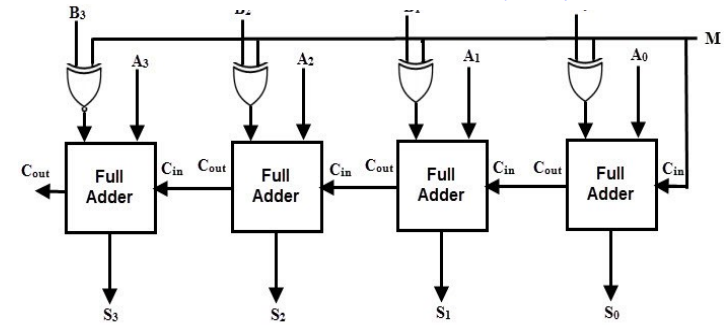 B₃
M
A₃
A₂
A₁
A₀
Cout
Full
Adder
Cin
Cout
Full
Adder
Cin
Cout
Full
Adder
Cin
Cout
Full
Adder
Cin
S₃
S₂
S₁
S₀